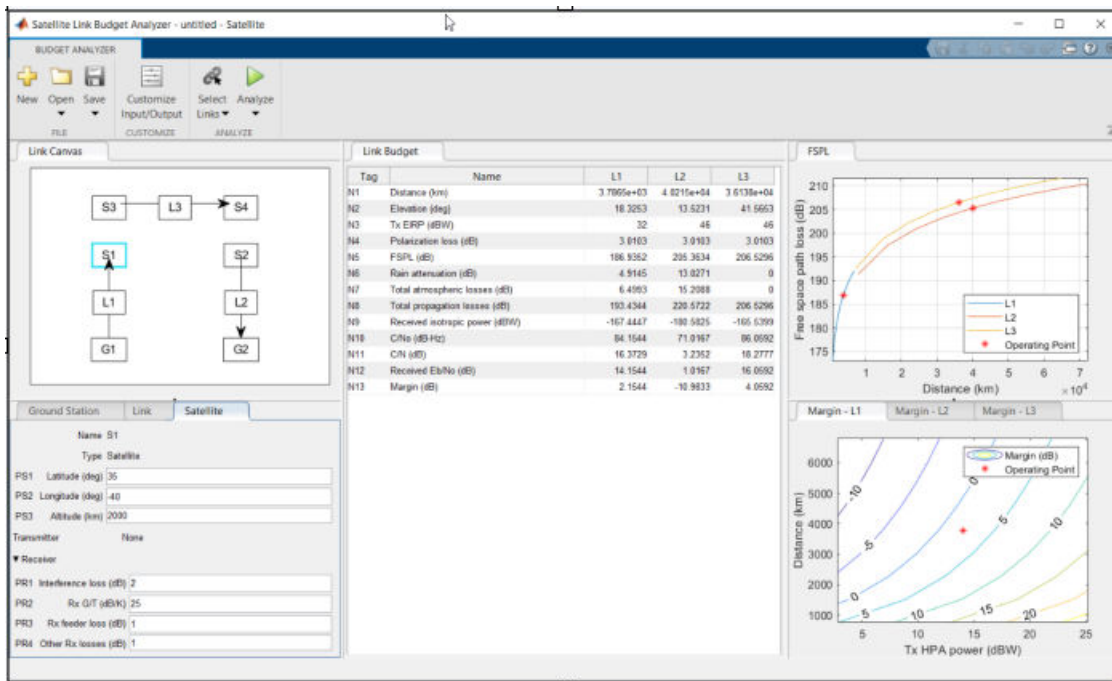 Satellite Link Budget Analyzer - untitled - Satellite
BUDGET ANALYZER
New Open Save Customize Input/Output Select Links Analyze
FILE CUSTOMIZE ANALYZE
Link Canvas
S3 L3 S4
S1 S2
L1 L2
G1 G2
Ground Station Link Satellite
Name S1
Type Satellite
PS1 Latitude (deg) 35
PS2 Longitude (deg) -40
PS3 Altitude (km) 2000
Transmitter None
Receiver
PR1 Interference loss (dB) 2
PR2 Rx G/T (dB/K) 25
PR3 Rx feeder loss (dB) 1
PR4 Other Rx losses (dB) 1
Link Budget
Tag Name L1 L2 L3
N1 Distance (km) 3.7865e+03 4.0215e+04 3.6138e+04
N2 Elevation (deg) 18.3253 13.5231 41.5653
N3 Tx EIRP (dBW) 32 46 46
N4 Polarization loss (dB) 3.0103 3.0103 3.0103
N5 FSPL (dB) 186.9352 205.3634 206.5296
N6 Rain attenuation (dB) 4.9145 13.0271 0
N7 Total atmospheric losses (dB) 6.4993 15.2088 0
N8 Total propagation losses (dB) 193.4344 220.5722 206.5296
N9 Received isotropic power (dBW) -167.4447 -180.5825 -165.5399
N10 C/No (dB-Hz) 84.1544 71.0167 86.0592
N11 C/N (dB) 16.3729 3.2352 18.2777
N12 Received Eb/No (dB) 14.1544 1.0167 16.0592
N13 Margin (dB) 2.1544 -10.9833 4.0592
FSPL
Free space path loss (dB)
210
205
200
195
190
185
180
175
L1
L2
L3
Operating Point
1 2 3 4 5 6 7
Distance (km) × 10^4
Margin - L1 Margin - L2 Margin - L3
Distance (km)
6000
5000
4000
3000
2000
1000
Margin (dB)
Operating Point
-10
-5
0
0
5
5
10
10
15
20
5 10 15 20 25
Tx HPA power (dBW)